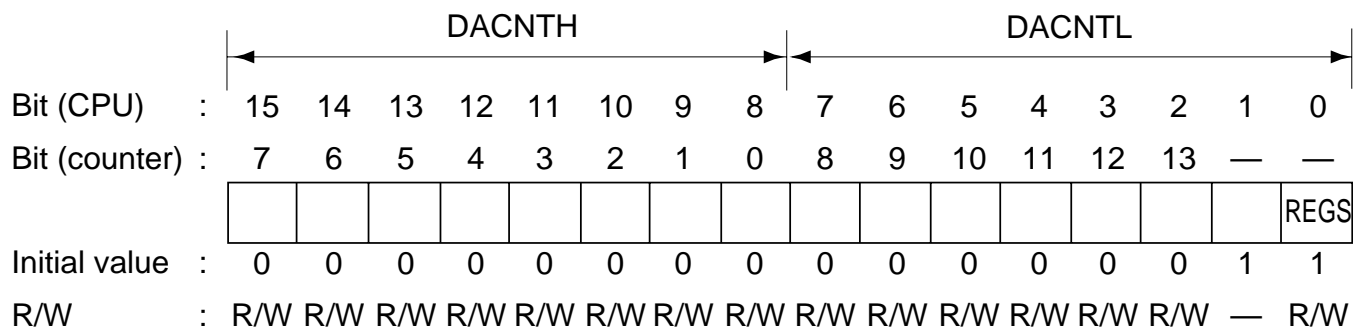 DACNTH DACNTL
Bit (CPU) : 15 14 13 12 11 10 9 8 7 6 5 4 3 2 1 0
Bit (counter) : 7 6 5 4 3 2 1 0 8 9 10 11 12 13 — —
REGS
Initial value : 0 0 0 0 0 0 0 0 0 0 0 0 0 0 1 1
R/W : R/W R/W R/W R/W R/W R/W R/W R/W R/W R/W R/W R/W R/W R/W — R/W